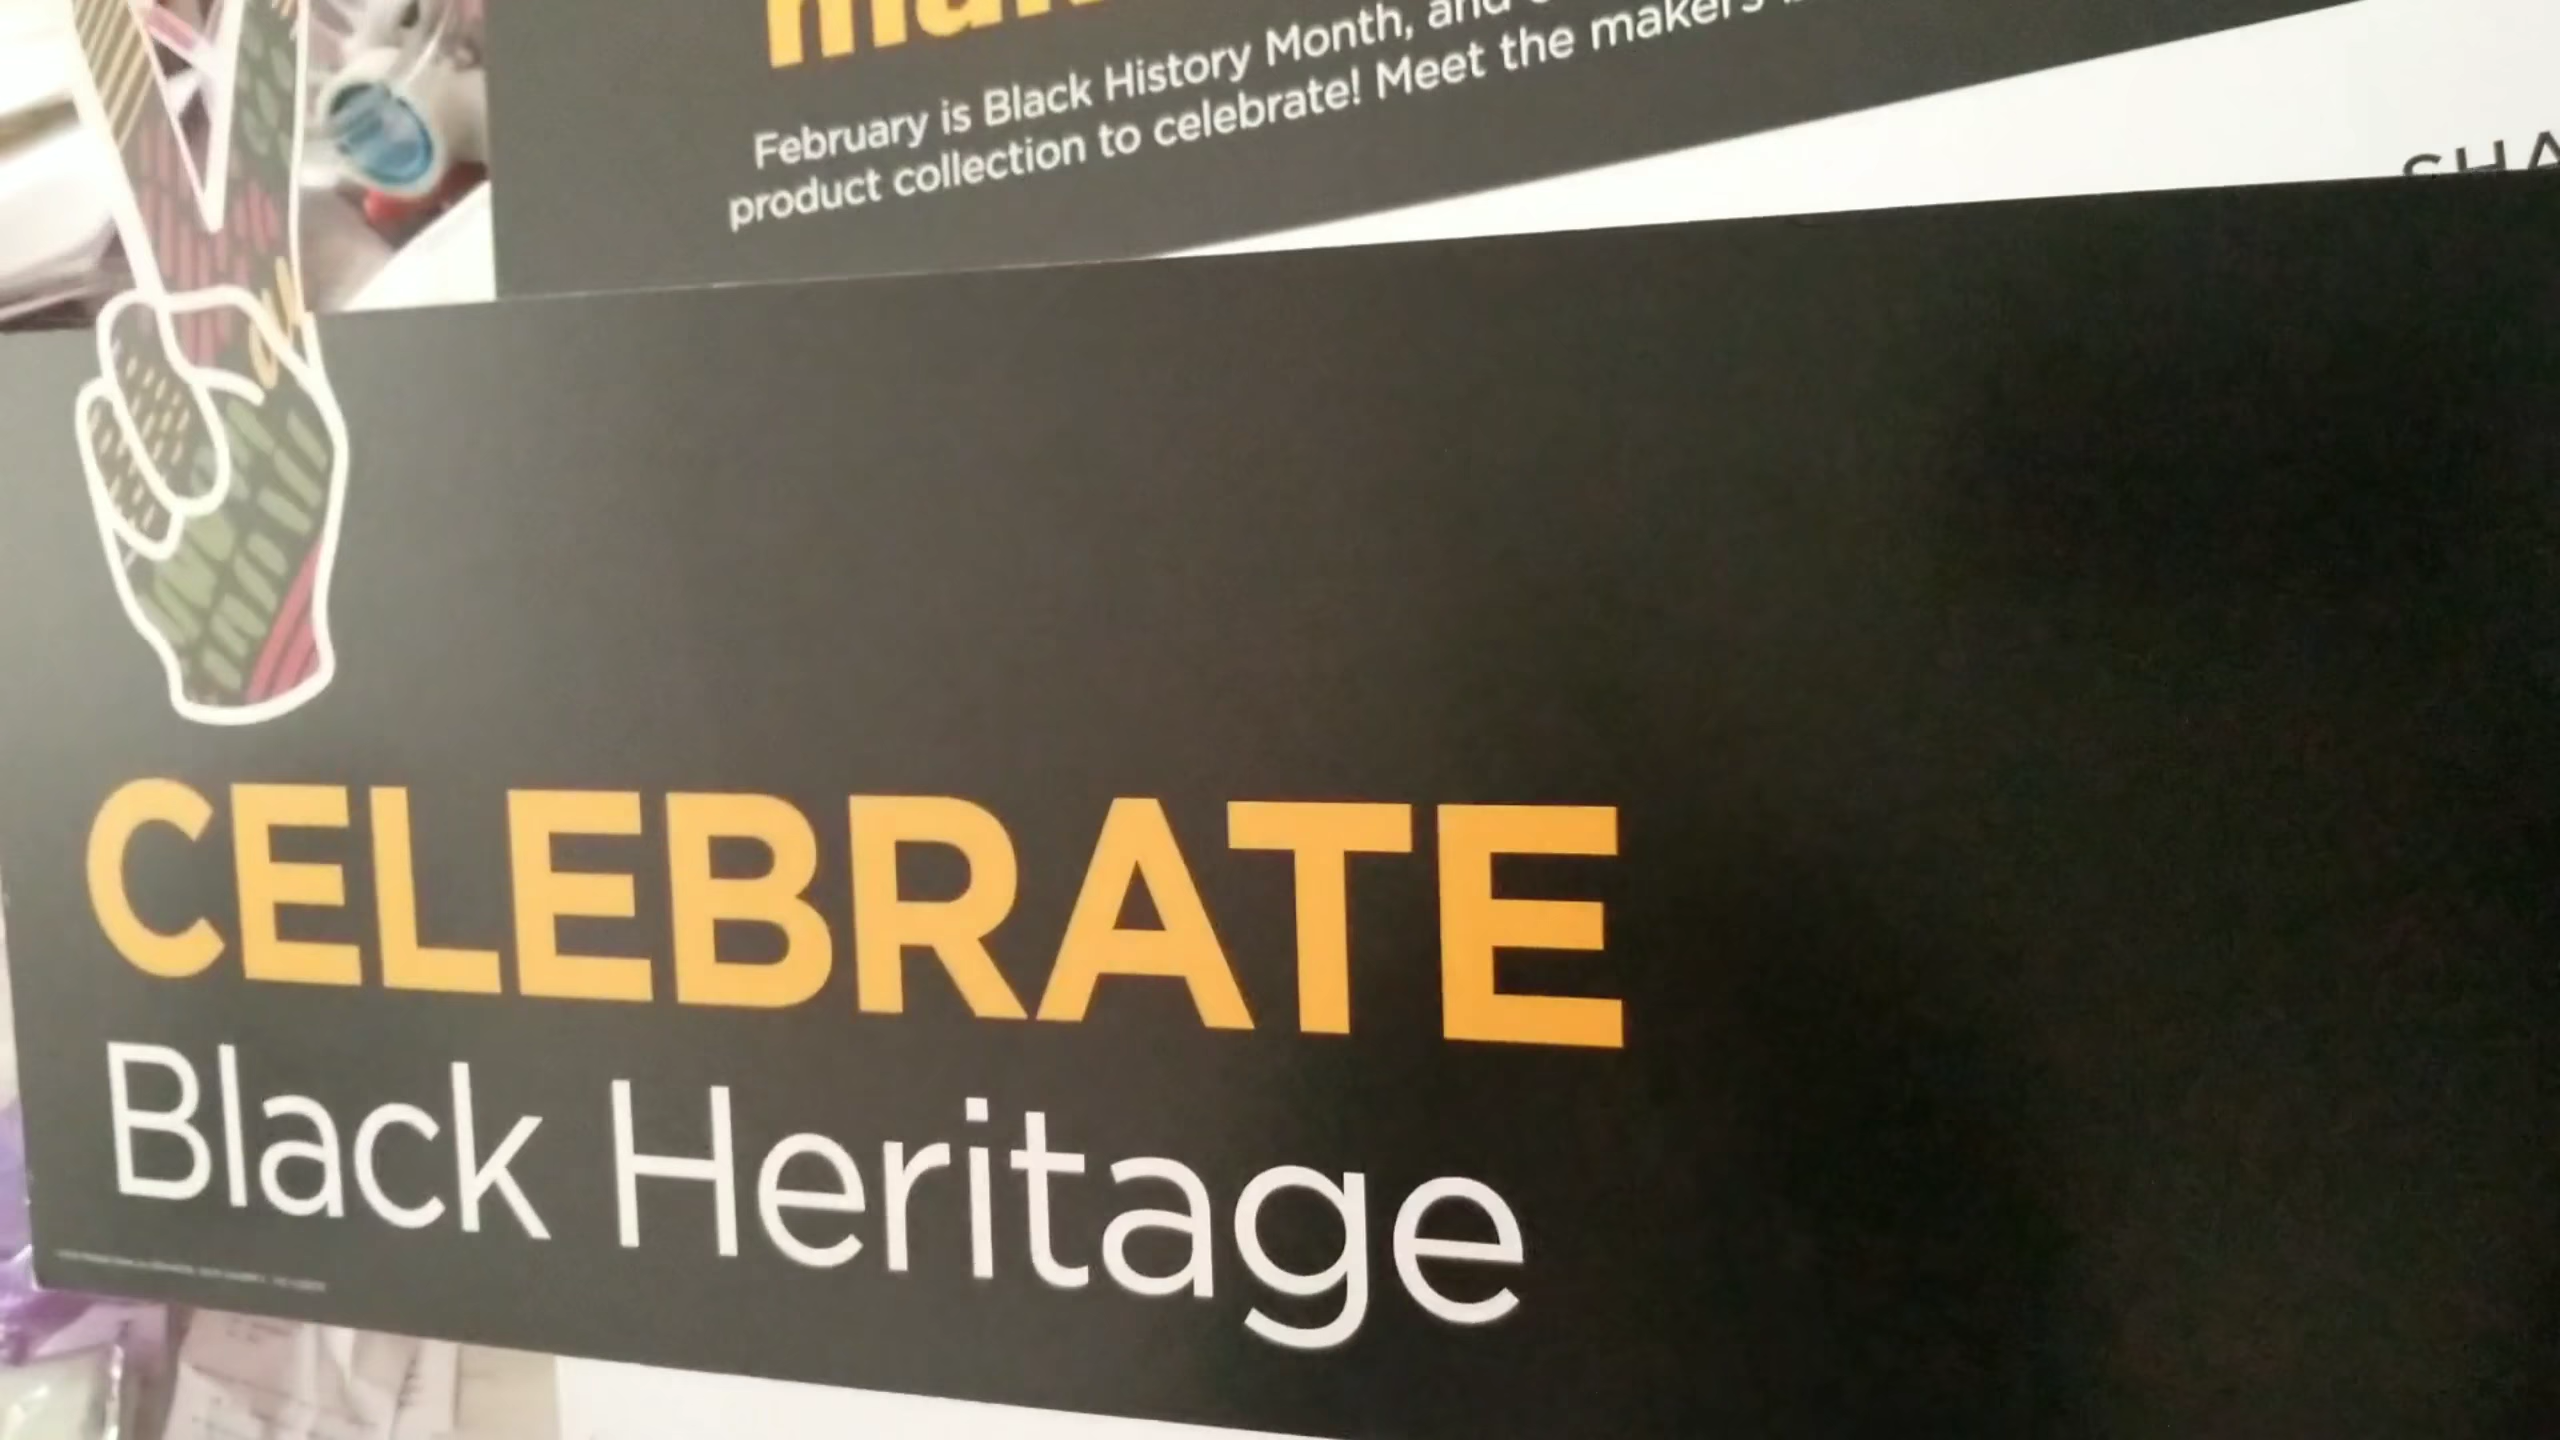 February is Black History Month, and
product collection to celebrate! Meet the makers
CELEBRATE
Black Heritage